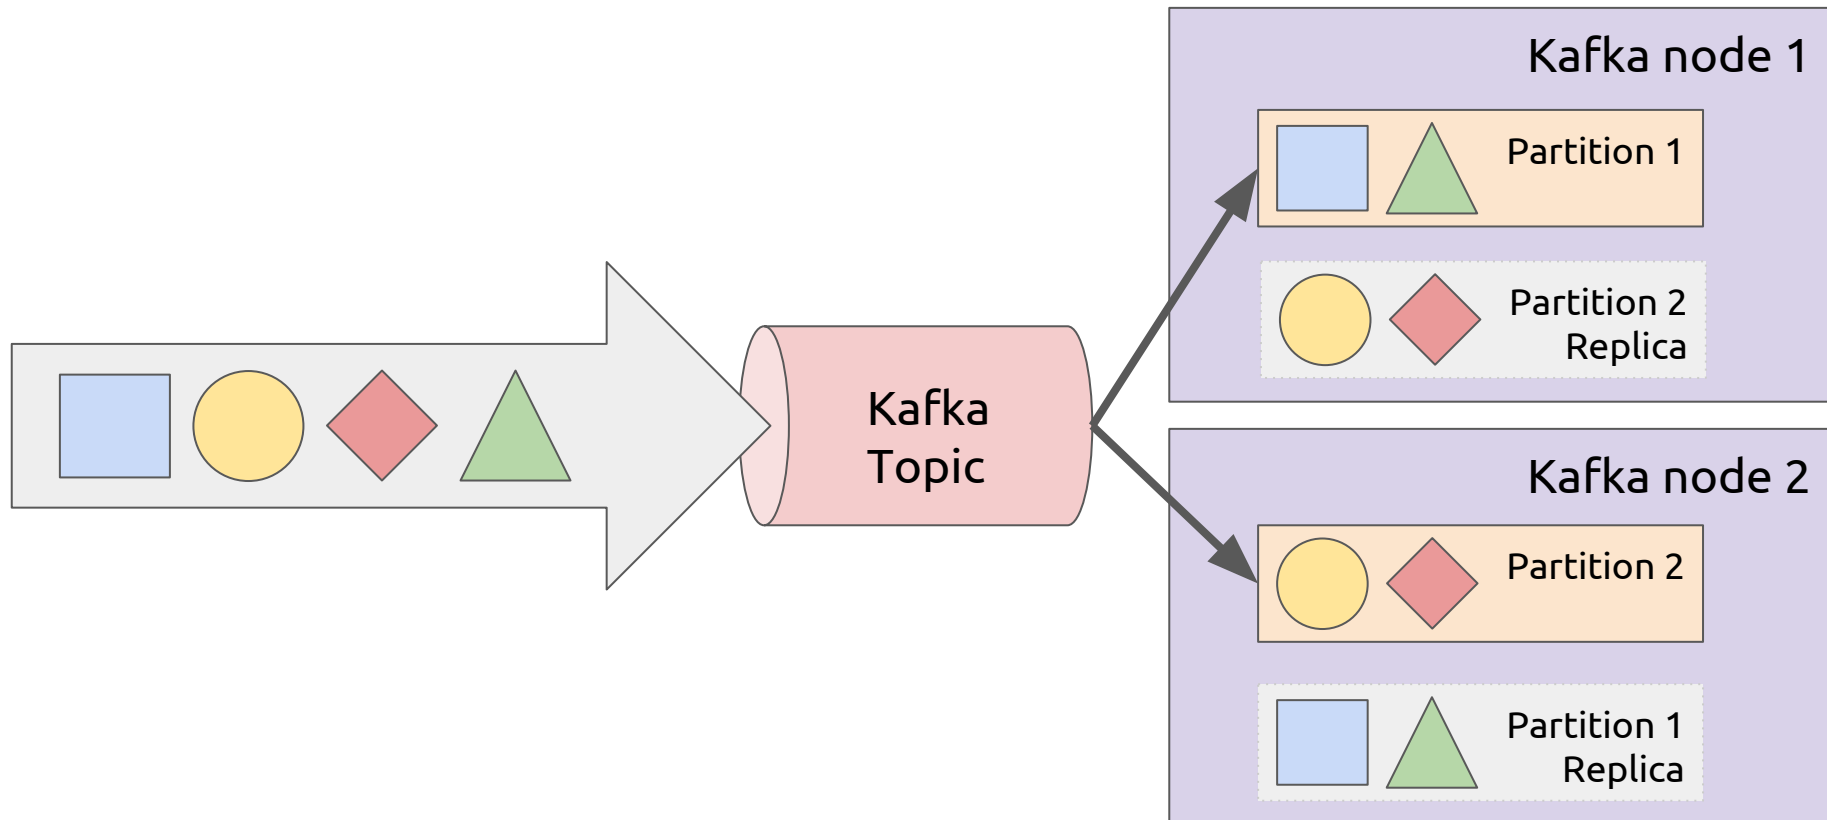 Kafka node 1
Partition 1
Partition 2
Replica
Kafka
Topic
Kafka node 2
Partition 2
Partition 1
Replica